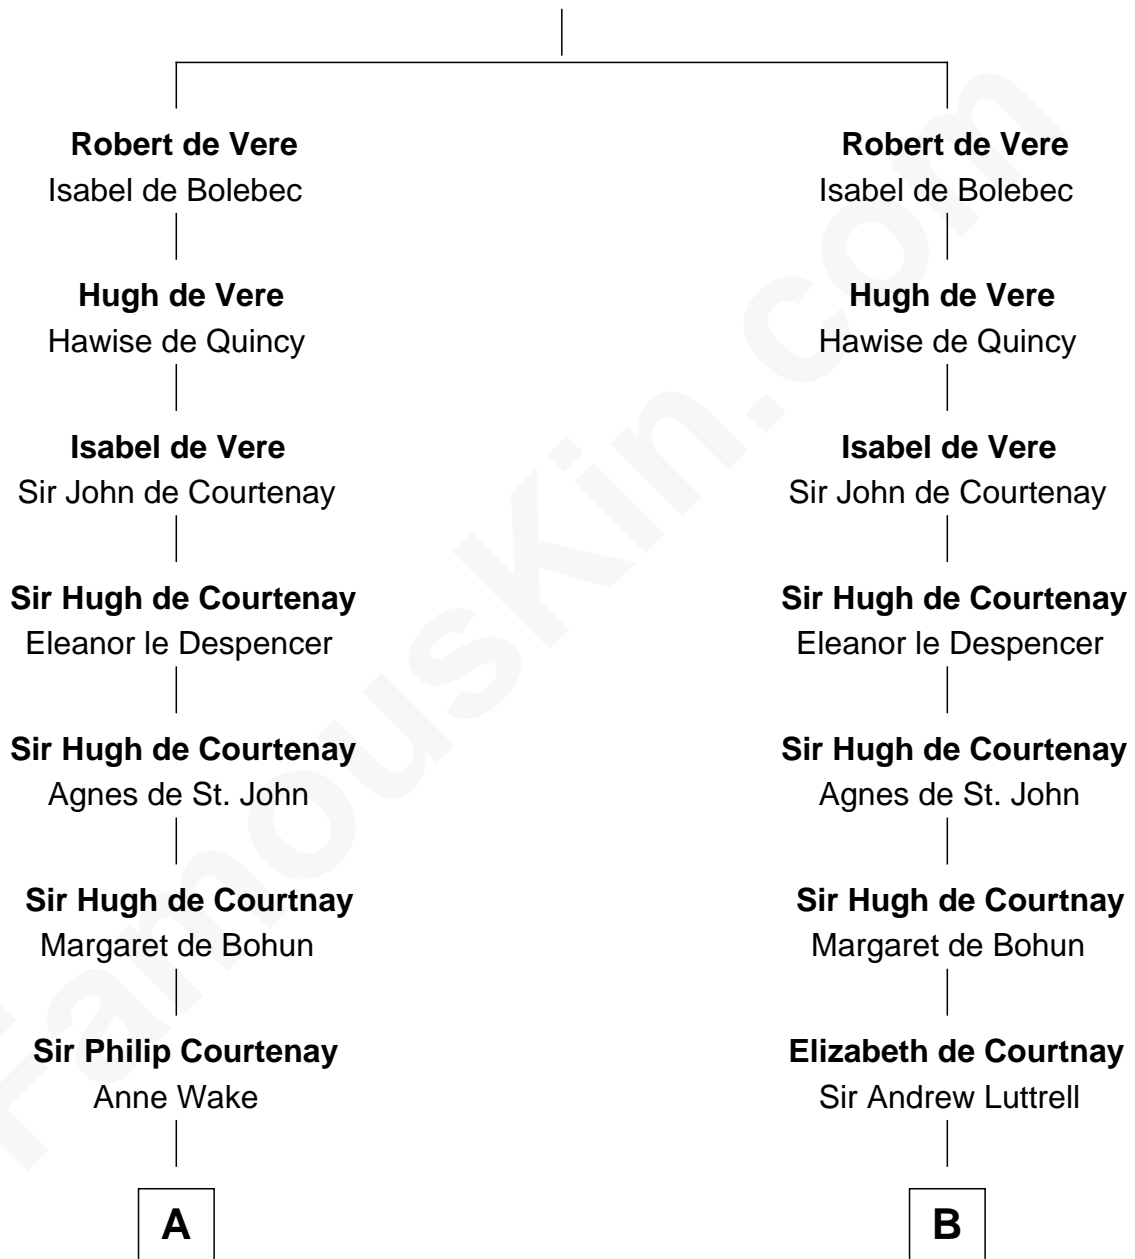 Robert de Vere
Isabel de Bolebec
Hugh de Vere
Hawise de Quincy
Isabel de Vere
Sir John de Courtenay
Sir Hugh de Courtenay
Eleanor le Despencer
Sir Hugh de Courtenay
Agnes de St. John
Sir Hugh de Courtnay
Margaret de Bohun
Sir Philip Courtenay
Anne Wake
A
Robert de Vere
Isabel de Bolebec
Hugh de Vere
Hawise de Quincy
Isabel de Vere
Sir John de Courtenay
Sir Hugh de Courtenay
Eleanor le Despencer
Sir Hugh de Courtenay
Agnes de St. John
Sir Hugh de Courtnay
Margaret de Bohun
Elizabeth de Courtnay
Sir Andrew Luttrell
B
FamousKin.com